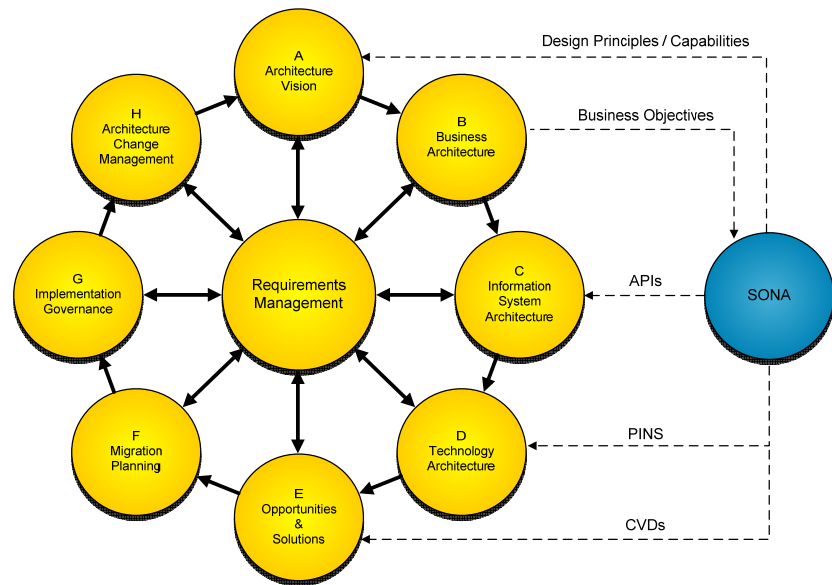 A
Architecture
Vision
Design Principles / Capabilities
H
Architecture
Change
Management
B
Business
Architecture
Business Objectives
G
Implementation
Governance
Requirements
Management
C
Information
System
Architecture
APIs
SONA
F
Migration
Planning
D
Technology
Architecture
PINS
E
Opportunities
&
Solutions
CVDs